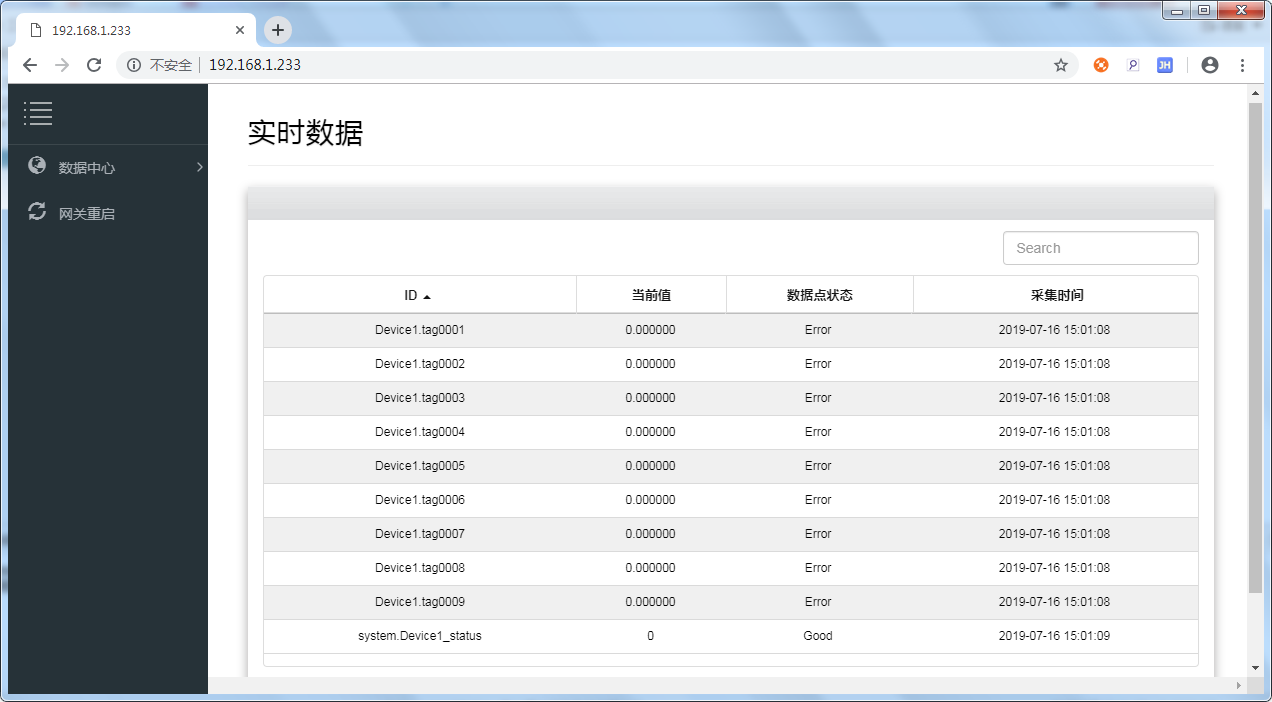 192.168.1.233
不安全 192.168.1.233
JH
实时数据
数据中心
网关重启
Search
ID 当前值 数据点状态 采集时间
Device1.tag0001 0.000000 Error 2019-07-16 15:01:08
Device1.tag0002 0.000000 Error 2019-07-16 15:01:08
Device1.tag0003 0.000000 Error 2019-07-16 15:01:08
Device1.tag0004 0.000000 Error 2019-07-16 15:01:08
Device1.tag0005 0.000000 Error 2019-07-16 15:01:08
Device1.tag0006 0.000000 Error 2019-07-16 15:01:08
Device1.tag0007 0.000000 Error 2019-07-16 15:01:08
Device1.tag0008 0.000000 Error 2019-07-16 15:01:08
Device1.tag0009 0.000000 Error 2019-07-16 15:01:08
system.Device1_status 0 Good 2019-07-16 15:01:09